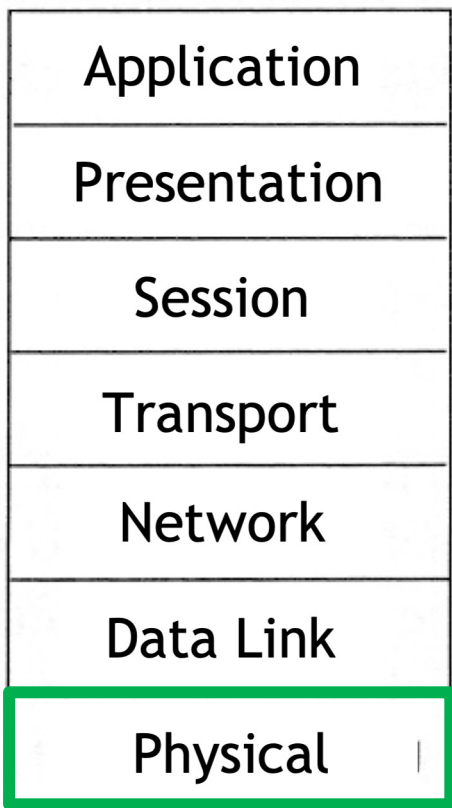 Application
Presentation
Session
Transport
Network
Data Link
Physical